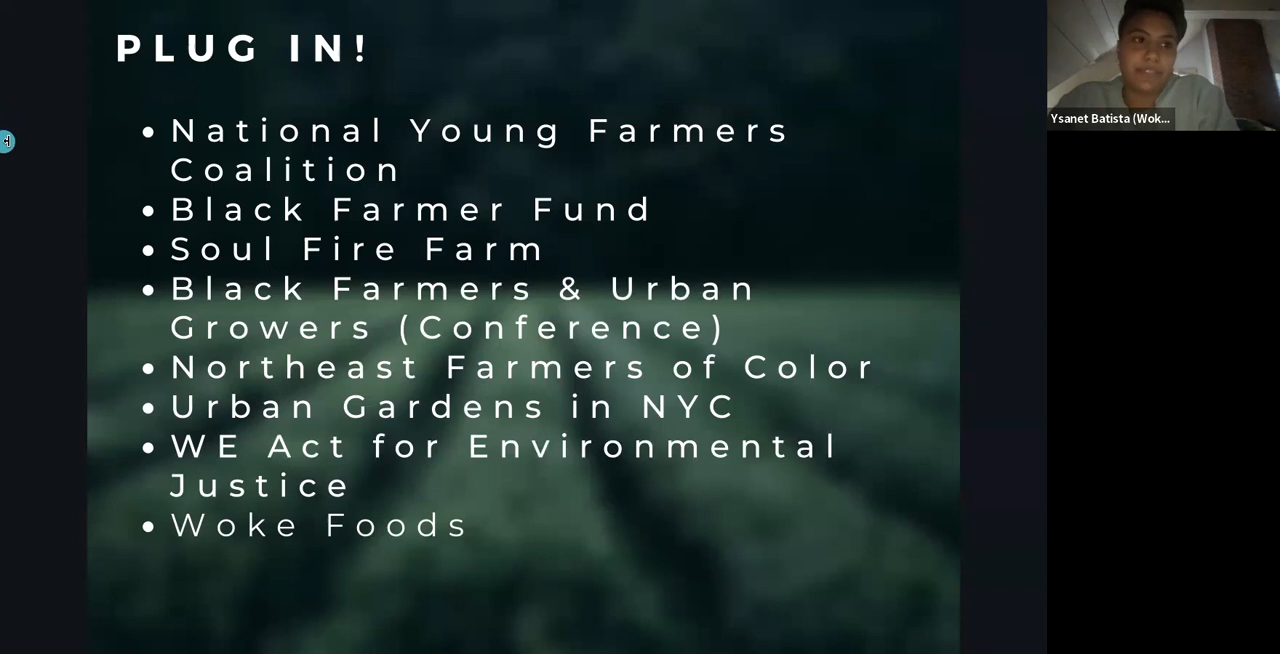 PLUG IN!
• National Young Farmers
Coalition
• Black Farmer Fund
• Soul Fire Farm
• Black Farmers & Urban
Growers (Conference)
• Northeast Farmers of Color
• Urban Gardens in NYC
• WE Act for Environmental
Justice
• Woke Foods
Ysanet Batista (Wok...